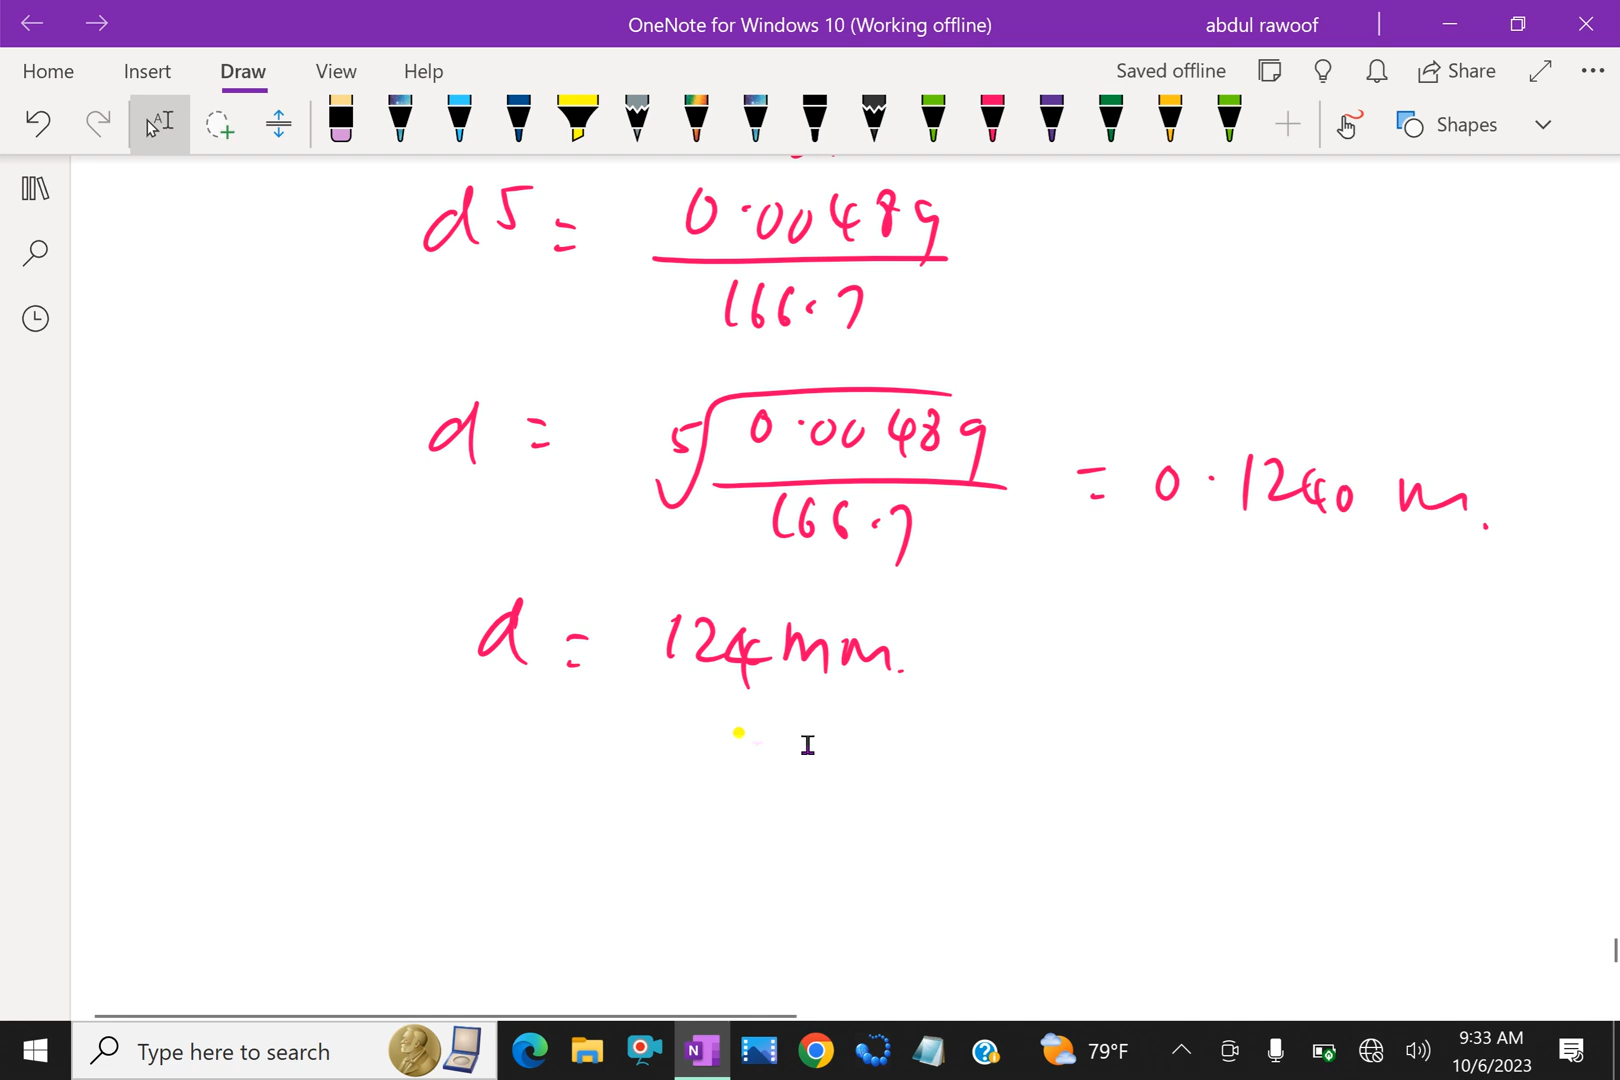 OneNote for Windows 10 (Working offline)
abdul rawoof
Home Insert Draw View Help
Saved offline
Share
Shapes
d5 = 0.00489
166.7
d = 5√ 0.00489
166.7
= 0.1240 m.
d = 124mm.
Type here to search
79°F
9:33 AM
10/6/2023